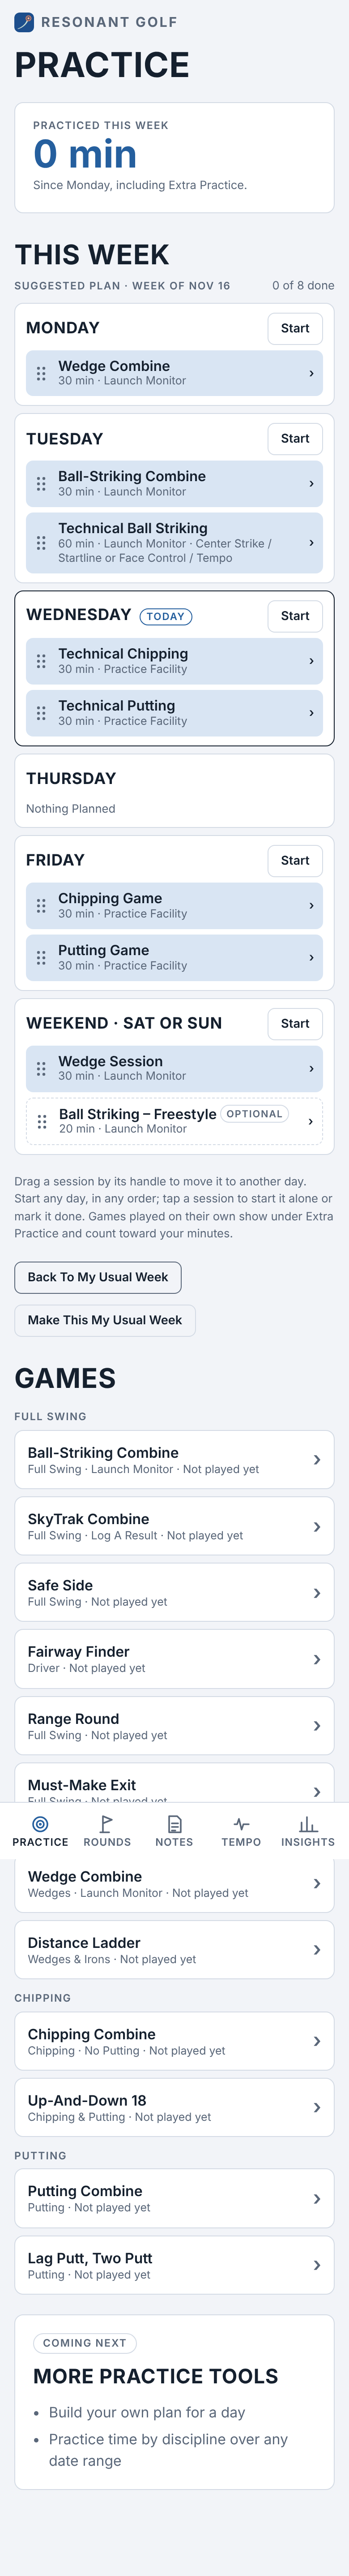 RESONANT GOLF
PRACTICE
PRACTICED THIS WEEK
0 min
Since Monday, including Extra Practice.
THIS WEEK
SUGGESTED PLAN · WEEK OF NOV 16
0 of 8 done
MONDAY
Start
Wedge Combine
30 min · Launch Monitor
TUESDAY
Start
Ball-Striking Combine
30 min · Launch Monitor
Technical Ball Striking
60 min · Launch Monitor · Center Strike /
Startline or Face Control / Tempo
WEDNESDAY
TODAY
Start
Technical Chipping
30 min · Practice Facility
Technical Putting
30 min · Practice Facility
THURSDAY
Nothing Planned
FRIDAY
Start
Chipping Game
30 min · Practice Facility
Putting Game
30 min · Practice Facility
WEEKEND · SAT OR SUN
Start
Wedge Session
30 min · Launch Monitor
Ball Striking – Freestyle
OPTIONAL
20 min · Launch Monitor
Drag a session by its handle to move it to another day.
Start any day, in any order; tap a session to start it alone or
mark it done. Games played on their own show under Extra
Practice and count toward your minutes.
Back To My Usual Week
Make This My Usual Week
GAMES
FULL SWING
Ball-Striking Combine
Full Swing · Launch Monitor · Not played yet
SkyTrak Combine
Full Swing · Log A Result · Not played yet
Safe Side
Full Swing · Not played yet
Fairway Finder
Driver · Not played yet
Range Round
Full Swing · Not played yet
Must-Make Exit
Full Swing · Not played yet
PRACTICE
ROUNDS
NOTES
TEMPO
INSIGHTS
Wedge Combine
Wedges · Launch Monitor · Not played yet
Distance Ladder
Wedges & Irons · Not played yet
CHIPPING
Chipping Combine
Chipping · No Putting · Not played yet
Up-And-Down 18
Chipping & Putting · Not played yet
PUTTING
Putting Combine
Putting · Not played yet
Lag Putt, Two Putt
Putting · Not played yet
COMING NEXT
MORE PRACTICE TOOLS
• Build your own plan for a day
• Practice time by discipline over any
date range